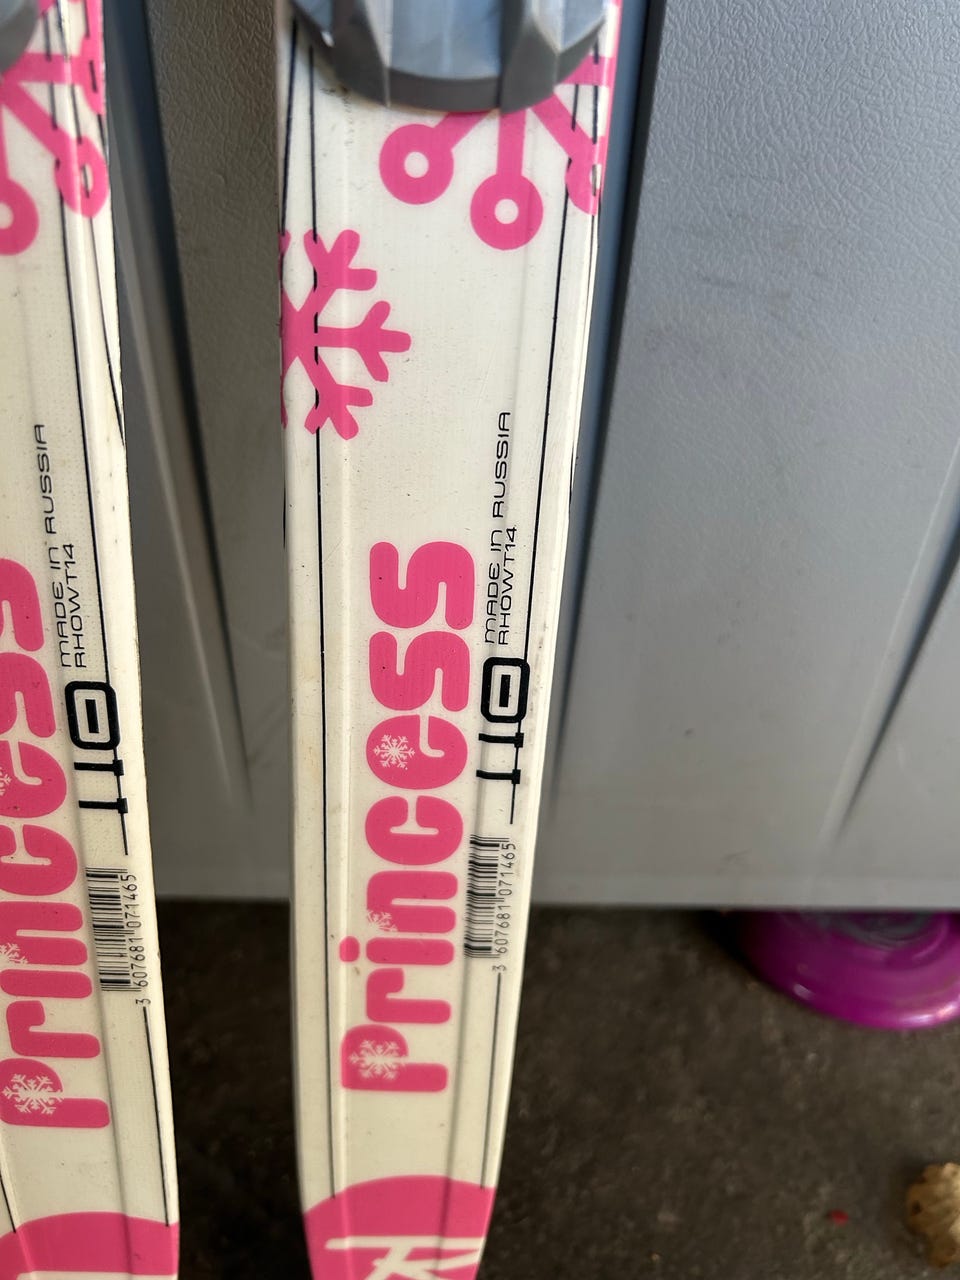 MADE IN RUSSIA
RHOWT14
110
Princess
3 607681 071465
MADE IN RUSSIA
RHOWT14
110
Princess
3 607681 071465
R